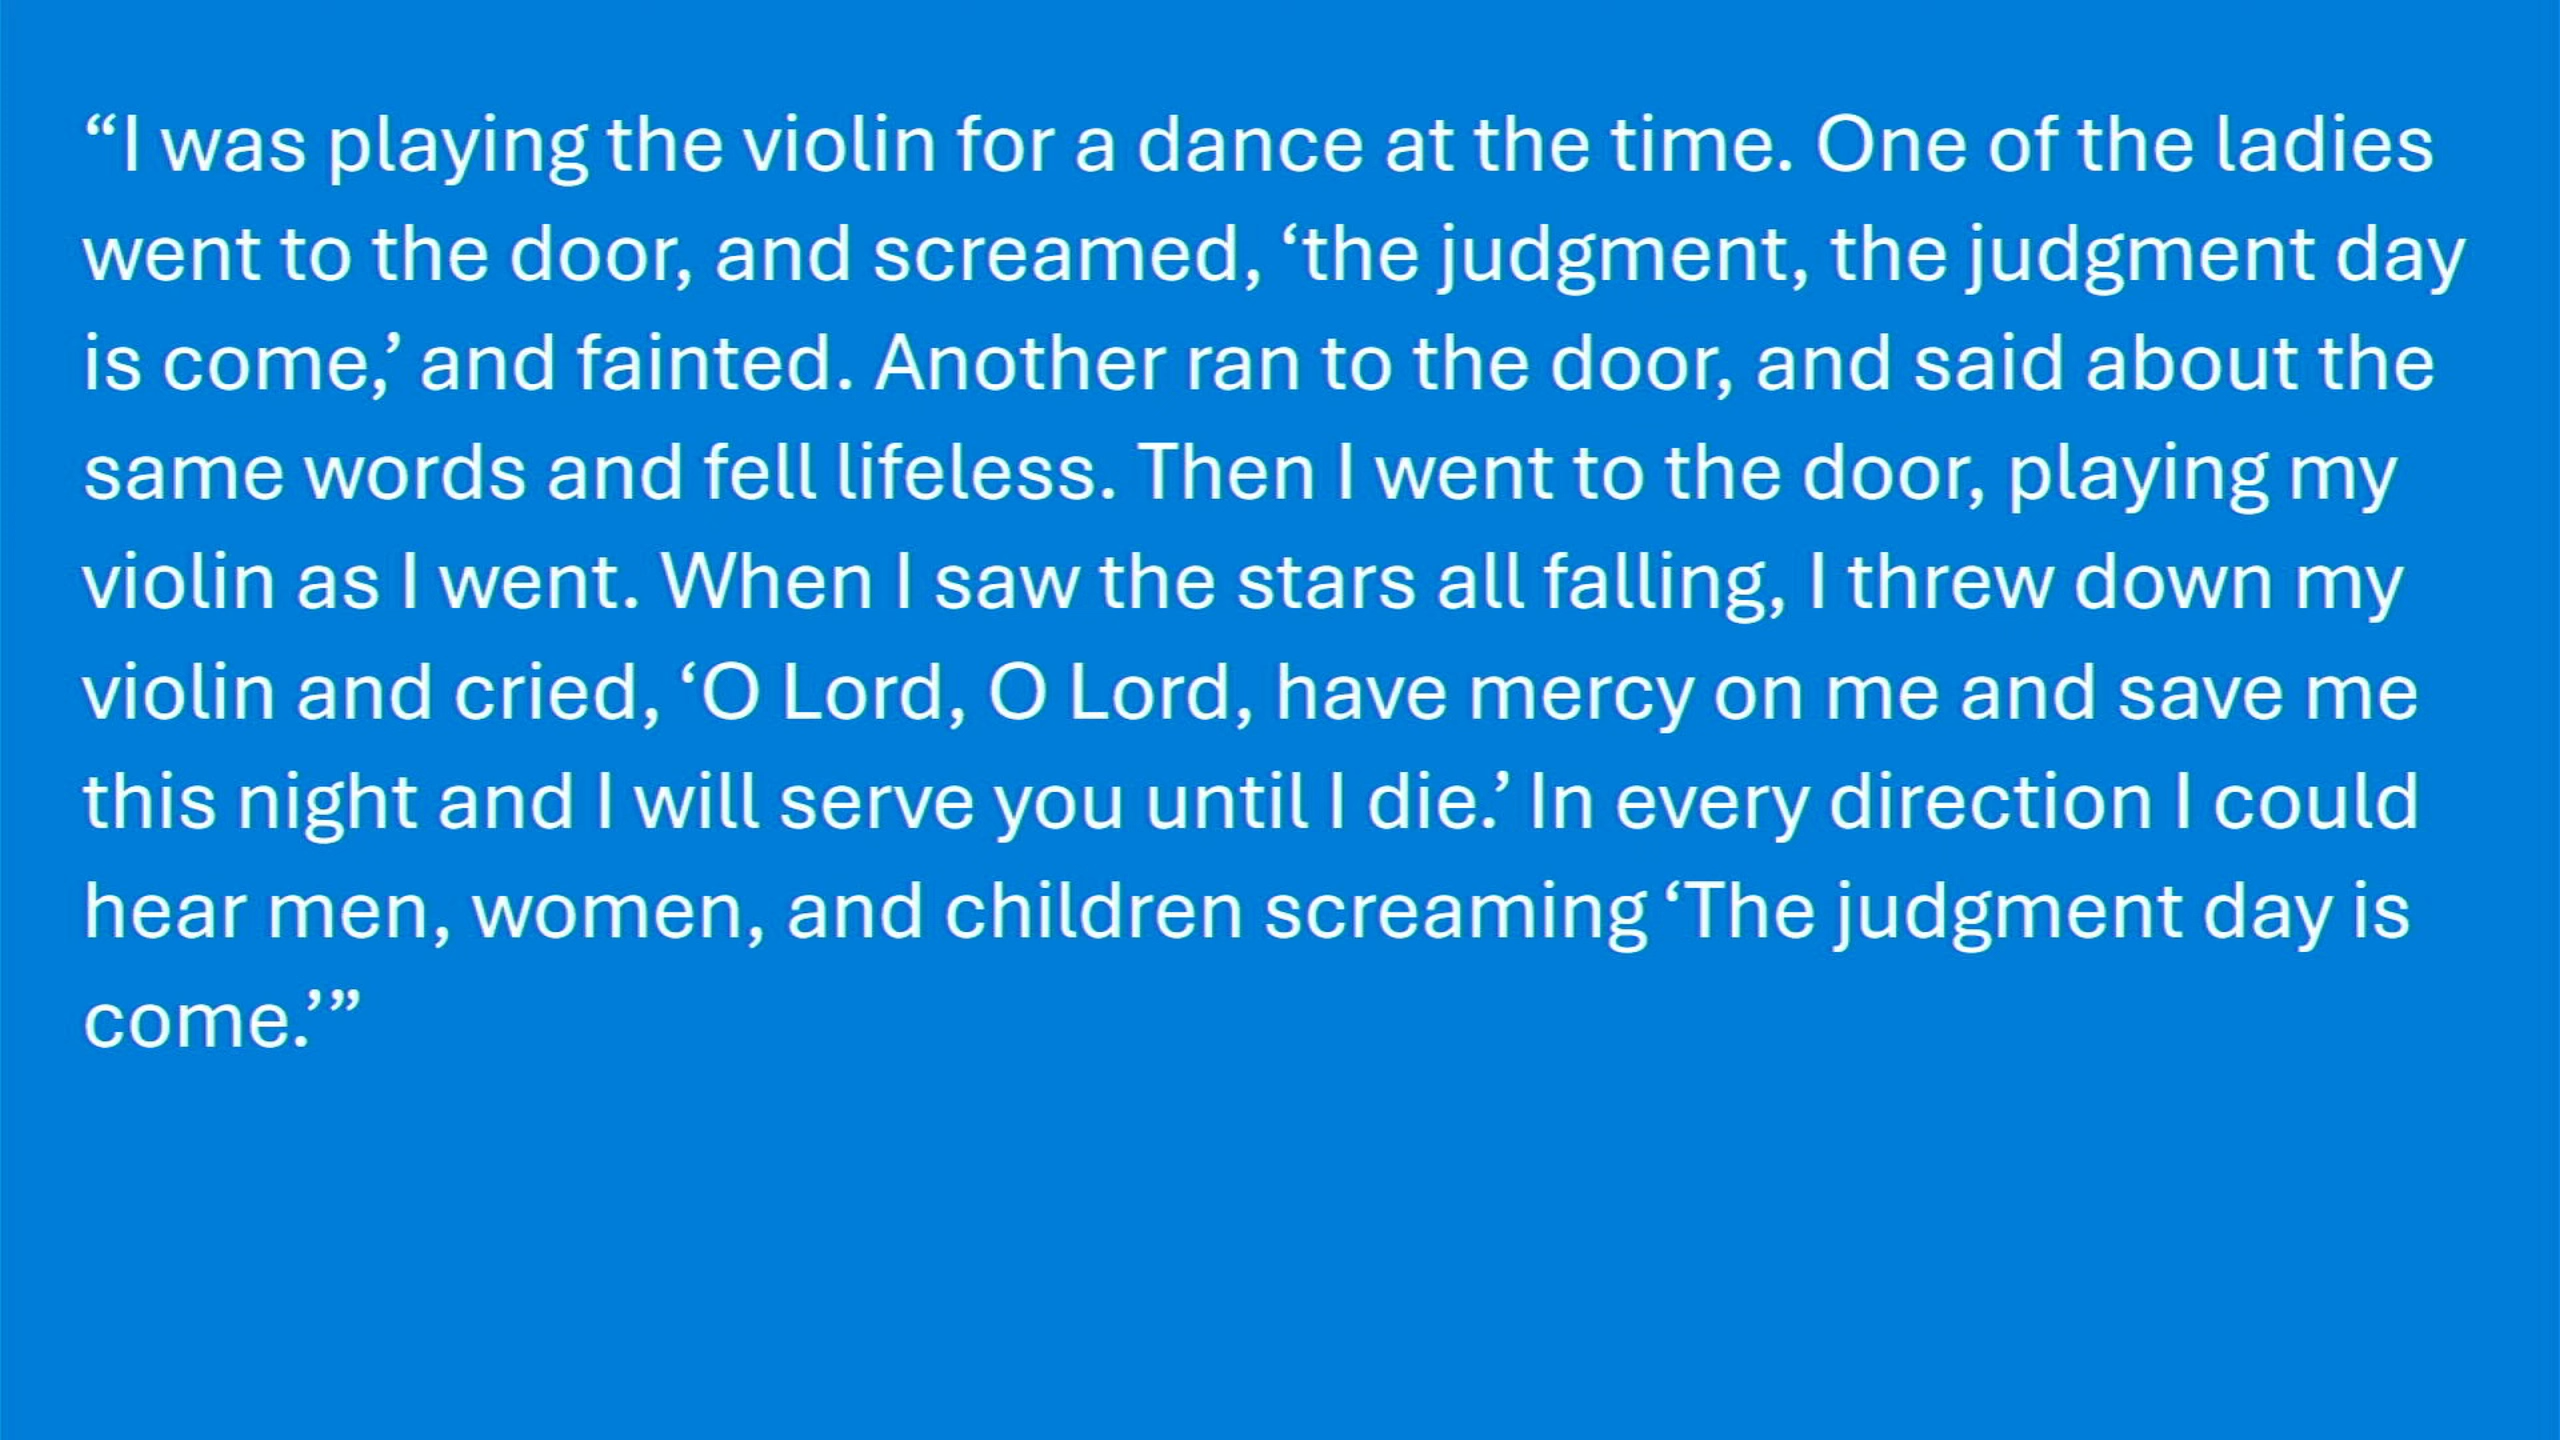 “I was playing the violin for a dance at the time. One of the ladies
went to the door, and screamed, ‘the judgment, the judgment day
is come,’ and fainted. Another ran to the door, and said about the
same words and fell lifeless. Then I went to the door, playing my
violin as I went. When I saw the stars all falling, I threw down my
violin and cried, ‘O Lord, O Lord, have mercy on me and save me
this night and I will serve you until I die.’ In every direction I could
hear men, women, and children screaming ‘The judgment day is
come.’”